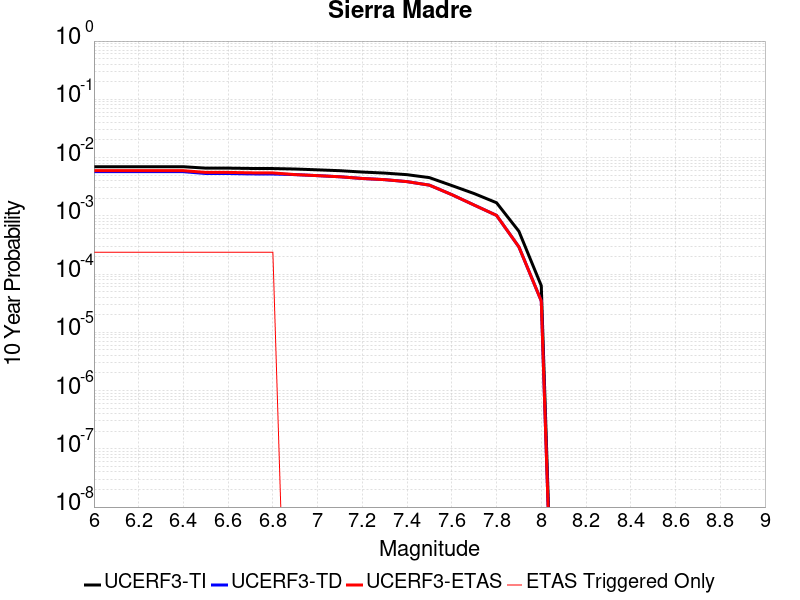 Sierra Madre
10^0
10^-1
10^-2
10^-3
10^-4
10^-5
10^-6
10^-7
10^-8
10 Year Probability
6 6.2 6.4 6.6 6.8 7 7.2 7.4 7.6 7.8 8 8.2 8.4 8.6 8.8 9
Magnitude
UCERF3-TI UCERF3-TD UCERF3-ETAS ETAS Triggered Only